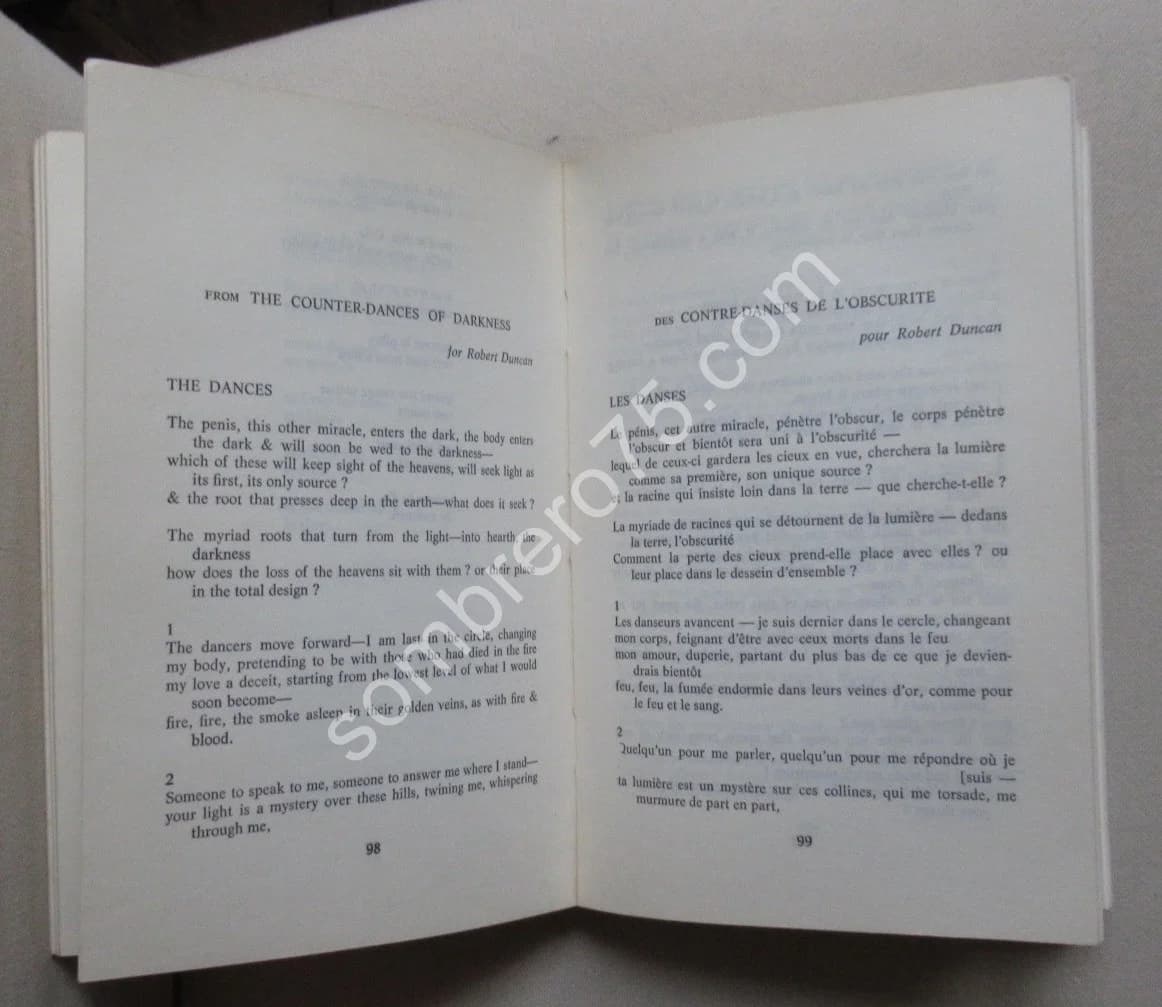 FROM THE COUNTER-DANCES OF DARKNESS
for Robert Duncan
THE DANCES
The penis, this other miracle, enters the dark, the body enters
the dark & will soon be wed to the darkness—
which of these will keep sight of the heavens, will seek light as
its first, its only source ?
& the root that presses deep in the earth—what does it seek ?
The myriad roots that turn from the light—into hearth, the
darkness
how does the loss of the heavens sit with them ? or their place
in the total design ?
1
The dancers move forward—I am last in the circle, changing
my body, pretending to be with those who had died in the fire
my love a deceit, starting from the lowest level of what I would
soon become—
fire, fire, the smoke asleep in their golden veins, as with fire &
blood.
2
Someone to speak to me, someone to answer me where I stand—
your light is a mystery over these hills, twining me, whispering
through me,
98
DES CONTRE-DANSES DE L'OBSCURITE
pour Robert Duncan
LES DANSES
Le pénis, cet autre miracle, pénètre l'obscur, le corps pénètre
l'obscur et bientôt sera uni à l'obscurité —
lequel de ceux-ci gardera les cieux en vue, cherchera la lumière
comme sa première, son unique source ?
et la racine qui insiste loin dans la terre — que cherche-t-elle ?
La myriade de racines qui se détournent de la lumière — dedans
la terre, l'obscurité
Comment la perte des cieux prend-elle place avec elles ? ou
leur place dans le dessein d'ensemble ?
1
Les danseurs avancent — je suis dernier dans le cercle, changeant
mon corps, feignant d'être avec ceux morts dans le feu
mon amour, duperie, partant du plus bas de ce que je devien-
drais bientôt
feu, feu, la fumée endormie dans leurs veines d'or, comme pour
le feu et le sang.
2
Quelqu'un pour me parler, quelqu'un pour me répondre où je
[suis —
ta lumière est un mystère sur ces collines, qui me torsade, me
murmure de part en part,
99
sombrero75.com